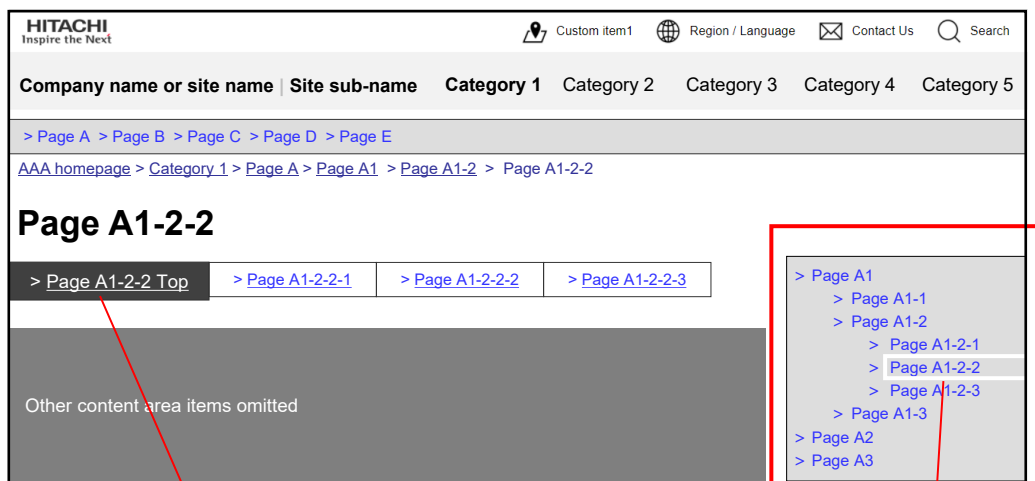 HITACHI
Inspire the Next
Custom item1 Region / Language Contact Us Search
Company name or site name | Site sub-name Category 1 Category 2 Category 3 Category 4 Category 5
> Page A > Page B > Page C > Page D > Page E
AAA homepage > Category 1 > Page A > Page A1 > Page A1-2 > Page A1-2-2
Page A1-2-2
> Page A1-2-2 Top > Page A1-2-2-1 > Page A1-2-2-2 > Page A1-2-2-3
> Page A1
> Page A1-1
> Page A1-2
> Page A1-2-1
> Page A1-2-2
> Page A1-2-3
> Page A1-3
> Page A2
> Page A3
Other content area items omitted